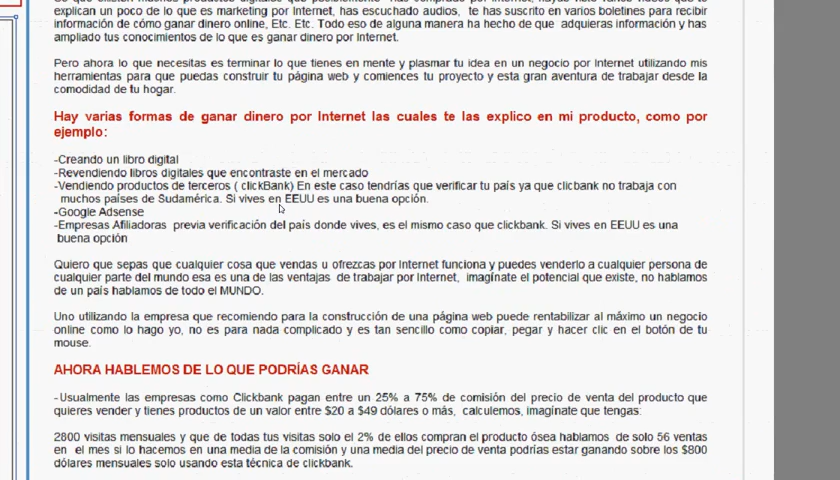 explican un poco de lo que es marketing por Internet, has escuchado audios, te has suscrito en varios boletines para recibir
información de cómo ganar dinero online, Etc. Etc. Todo eso de alguna manera ha hecho de que adquieras información y has
ampliado tus conocimientos de lo que es ganar dinero por Internet.
Pero ahora lo que necesitas es terminar lo que tienes en mente y plasmar tu idea en un negocio por Internet utilizando mis
herramientas para que puedas construir tu página web y comiences tu proyecto y esta gran aventura de trabajar desde la
comodidad de tu hogar.
Hay varias formas de ganar dinero por Internet las cuales te las explico en mi producto, como por
ejemplo:
-Creando un libro digital
-Revendiendo libros digitales que encontraste en el mercado
-Vendiendo productos de terceros ( clickBank) En este caso tendrías que verificar tu país ya que clicbank no trabaja con
muchos países de Sudamérica. Si vives en EEUU es una buena opción.
-Google Adsense
-Empresas Afiliadoras previa verificación del país donde vives, es el mismo caso que clickbank. Si vives en EEUU es una
buena opción
Quiero que sepas que cualquier cosa que vendas u ofrezcas por Internet funciona y puedes venderlo a cualquier persona de
cualquier parte del mundo esa es una de las ventajas de trabajar por Internet, imagínate el potencial que existe, no hablamos
de un país hablamos de todo el MUNDO.
Uno utilizando la empresa que recomiendo para la construcción de una página web puede rentabilizar al máximo un negocio
online como lo hago yo, no es para nada complicado y es tan sencillo como copiar, pegar y hacer clic en el botón de tu
mouse.
AHORA HABLEMOS DE LO QUE PODRÍAS GANAR
-Usualmente las empresas como Clickbank pagan entre un 25% a 75% de comisión del precio de venta del producto que
quieres vender y tienes productos de un valor entre $20 a $49 dólares o más, calculemos, imagínate que tengas:
2800 visitas mensuales y que de todas tus visitas solo el 2% de ellos compran el producto ósea hablamos de solo 56 ventas
en el mes si lo hacemos en una media de la comisión y una media del precio de venta podrías estar ganando sobre los $800
dólares mensuales solo usando esta técnica de clickbank.